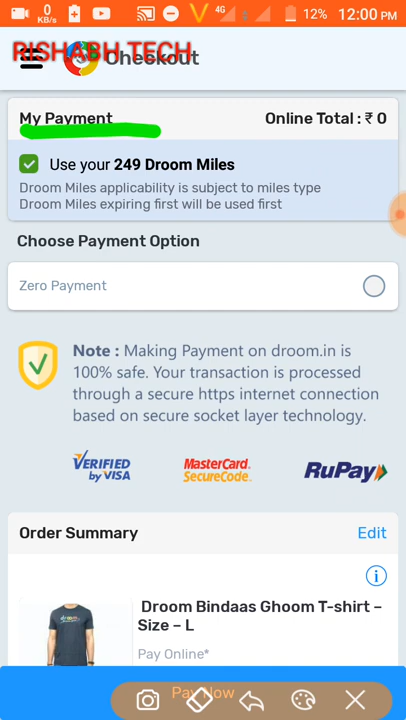 0
KB/s
4G
12% 12:00 PM
RISHABH TECH
Checkout
My Payment Online Total : ₹ 0
Use your 249 Droom Miles
Droom Miles applicability is subject to miles type
Droom Miles expiring first will be used first
Choose Payment Option
Zero Payment
Note : Making Payment on droom.in is
100% safe. Your transaction is processed
through a secure https internet connection
based on secure socket layer technology.
VERIFIED
by VISA
MasterCard.
SecureCode.
RuPay
Order Summary Edit
Droom Bindaas Ghoom T-shirt –
Size – L
Pay Online*
droom
Pay Now